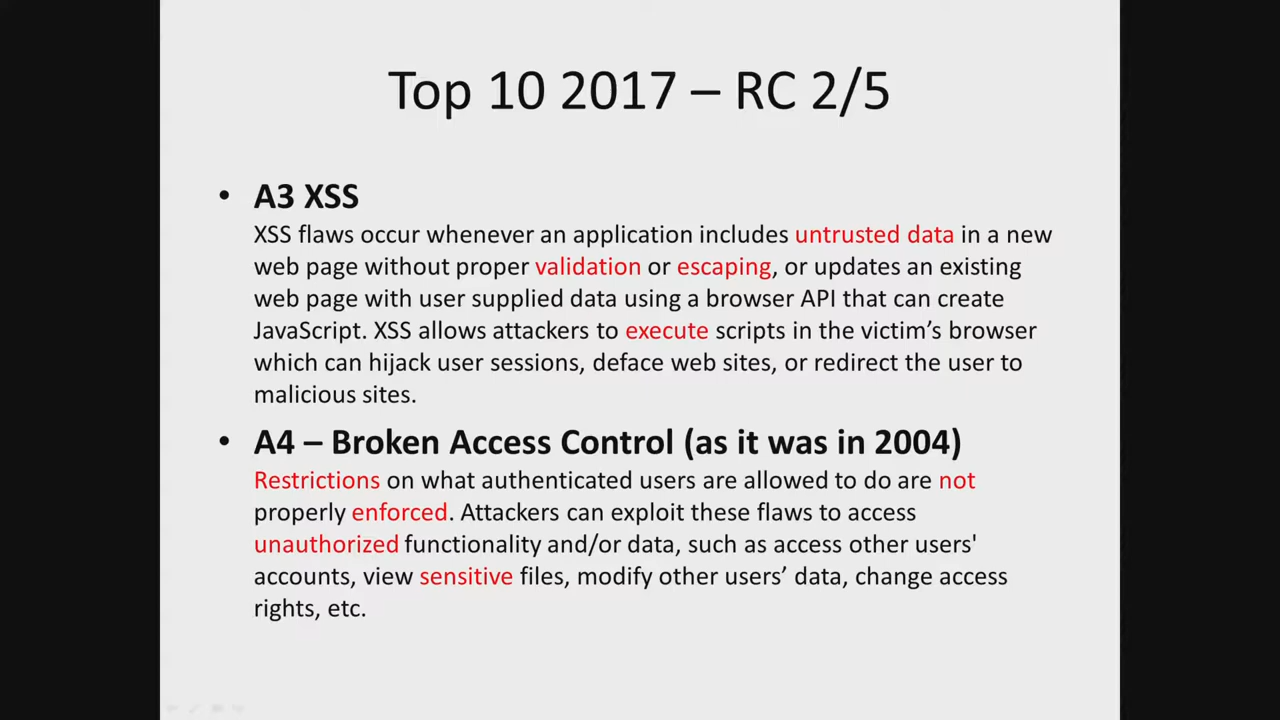 Top 10 2017 – RC 2/5
• A3 XSS
XSS flaws occur whenever an application includes untrusted data in a new
web page without proper validation or escaping, or updates an existing
web page with user supplied data using a browser API that can create
JavaScript. XSS allows attackers to execute scripts in the victim’s browser
which can hijack user sessions, deface web sites, or redirect the user to
malicious sites.
• A4 – Broken Access Control (as it was in 2004)
Restrictions on what authenticated users are allowed to do are not
properly enforced. Attackers can exploit these flaws to access
unauthorized functionality and/or data, such as access other users'
accounts, view sensitive files, modify other users’ data, change access
rights, etc.